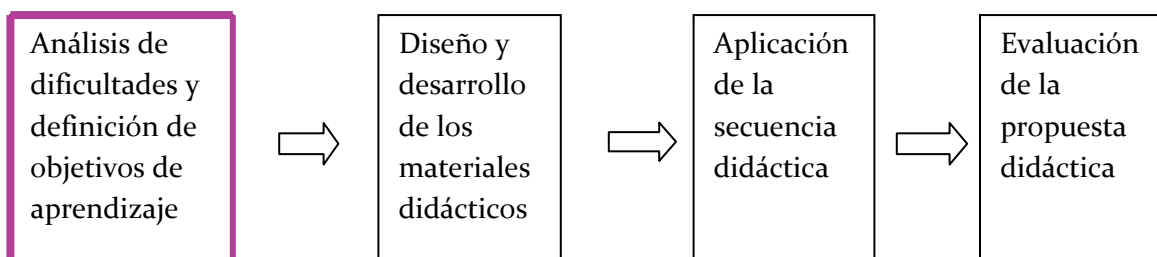 Análisis de
dificultades y
definición de
objetivos de
aprendizaje
Diseño y
desarrollo
de los
materiales
didácticos
Aplicación
de la
secuencia
didáctica
Evaluación
de la
propuesta
didáctica